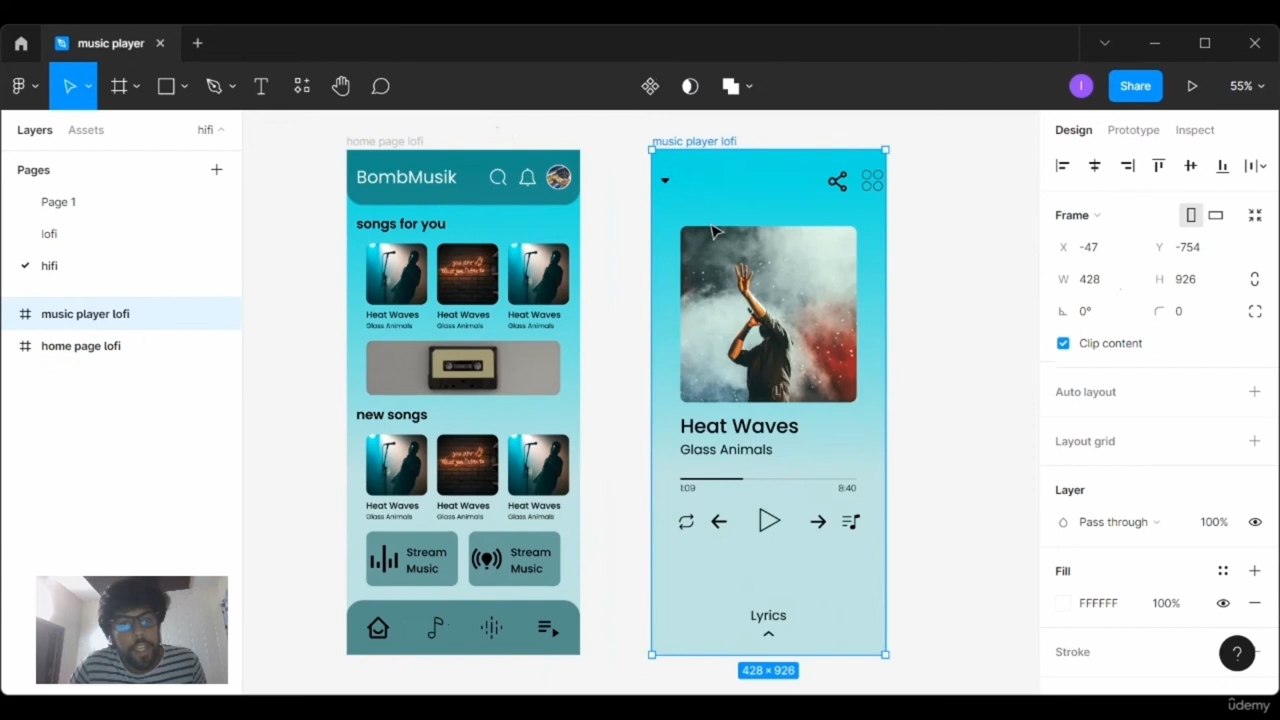 music player
Share
55%
Layers
Assets
hifi
Pages
Page 1
lofi
hifi
music player lofi
home page lofi
home page lofi
BombMusik
songs for you
Heat Waves
Heat Waves
Heat Waves
Glass Animals
Glass Animals
Glass Animals
new songs
Heat Waves
Heat Waves
Heat Waves
Glass Animals
Glass Animals
Glass Animals
Stream
Music
Stream
Music
music player lofi
Heat Waves
Glass Animals
1:09
8:40
Lyrics
428 × 926
Design
Prototype
Inspect
Frame
X -47
Y -754
W 428
H 926
0°
0
Clip content
Auto layout
Layout grid
Layer
Pass through
100%
Fill
FFFFFF
100%
Stroke
?
I
udemy